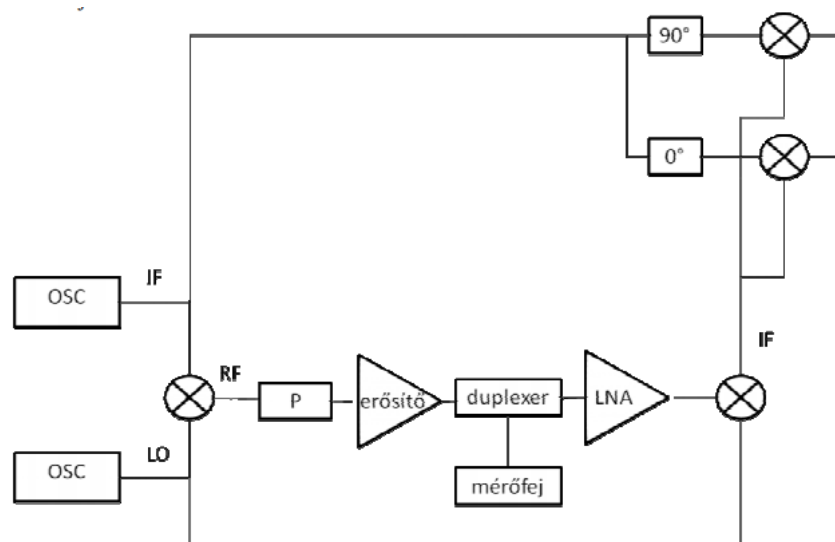 90°
0°
OSC
IF
OSC
LO
RF
P
erősítő
duplexer
mérőfej
LNA
IF